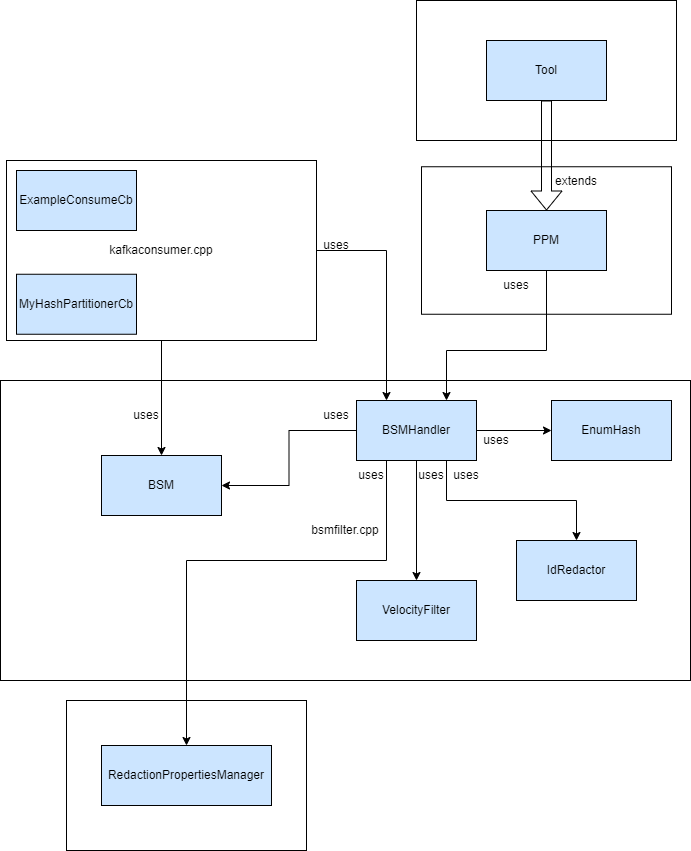 Tool
extends
ExampleConsumeCb
PPM
kafkaconsumer.cpp
uses
uses
MyHashPartitionerCb
uses
uses
BSMHandler
EnumHash
uses
uses
uses
uses
BSM
bsmfilter.cpp
IdRedactor
VelocityFilter
RedactionPropertiesManager